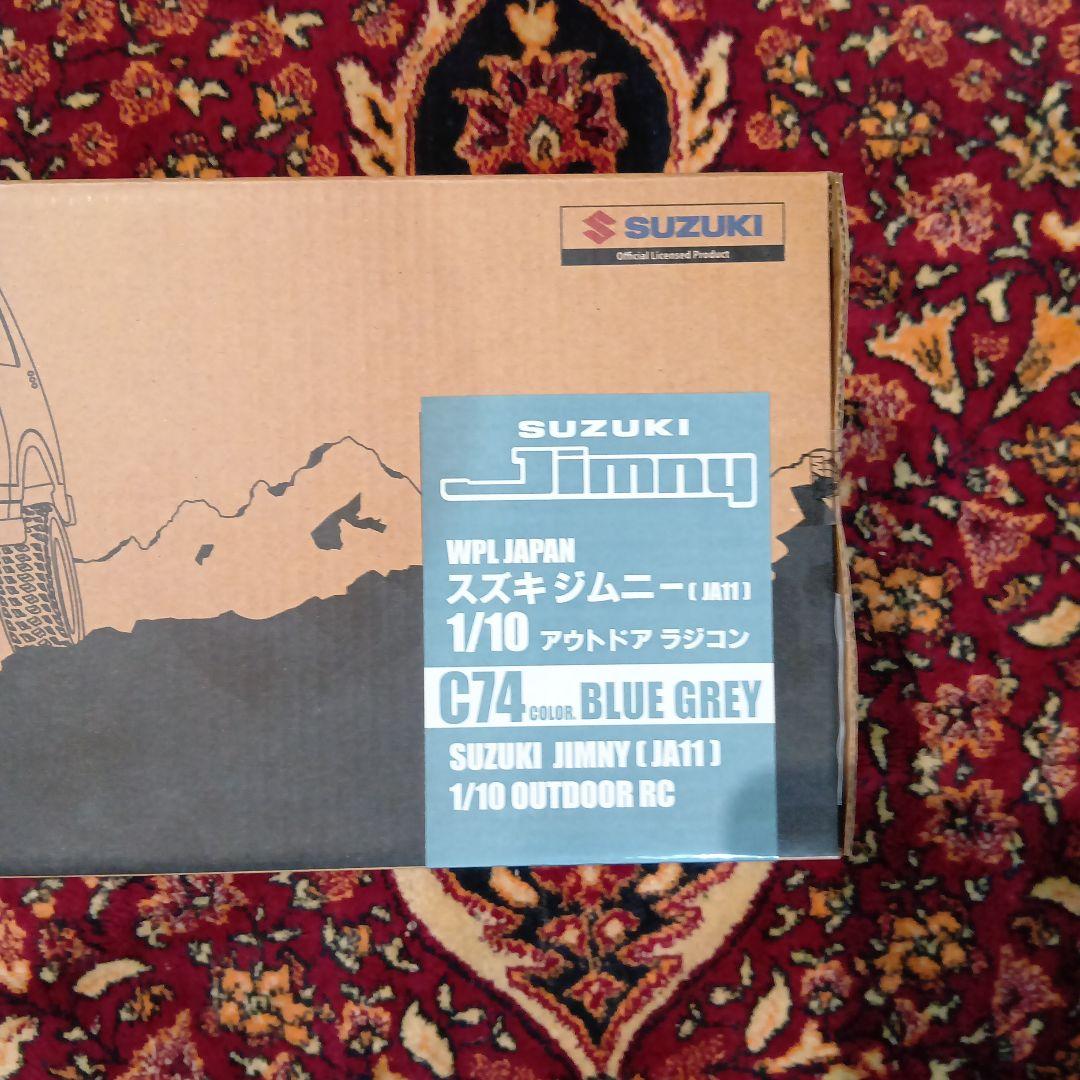 SUZUKI
Official Licensed Product
SUZUKI
Jimny
WPL JAPAN
スズキ ジムニー ( JA11 )
1/10 アウトドア ラジコン
C74 COLOR. BLUE GREY
SUZUKI JIMNY ( JA11 )
1/10 OUTDOOR RC